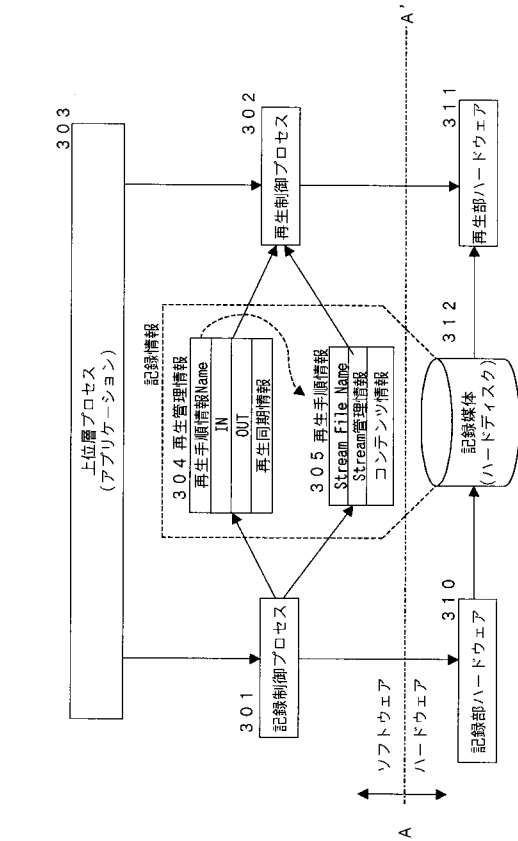 303
上位層プロセス
(アプリケーション)
記録情報
304 再生管理情報
再生手順情報Name
IN
OUT
再生同期情報
301
記録制御プロセス
302
再生制御プロセス
305 再生手順情報
Stream File Name
Stream管理情報
コンテンツ情報
ソフトウェア
A
A'
ハードウェア
310
記録部ハードウェア
312
記録媒体
(ハードディスク)
311
再生部ハードウェア